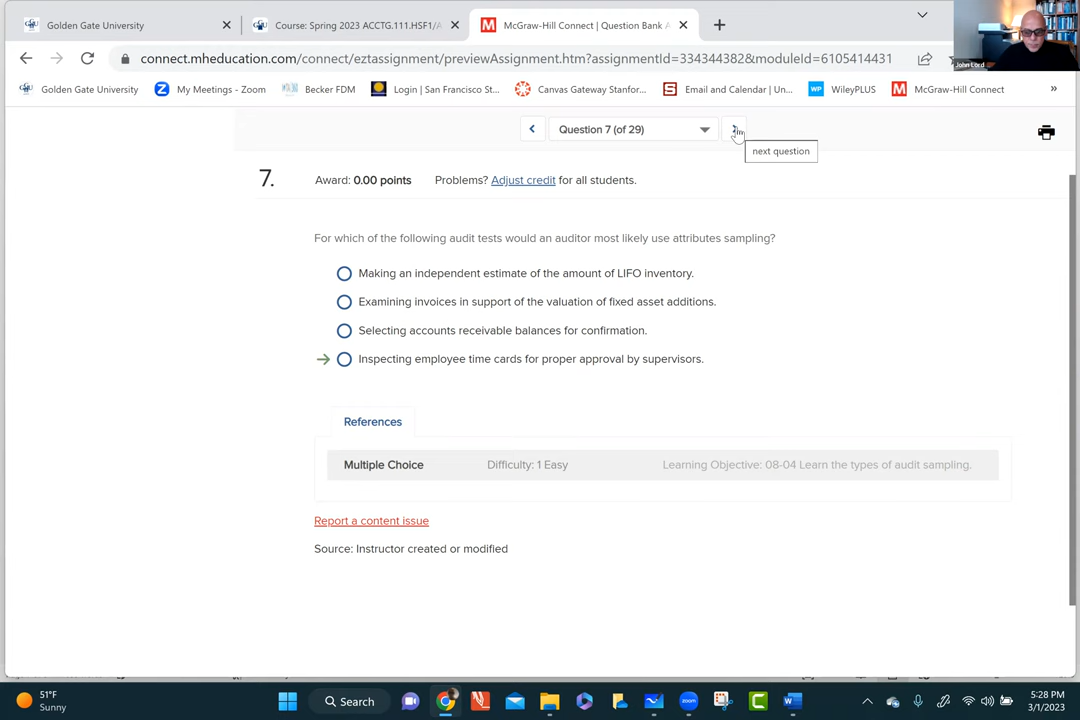 Golden Gate University
Course: Spring 2023 ACCTG.111.HSF1/A
McGraw-Hill Connect | Question Bank A
connect.mheducation.com/connect/eztassignment/previewAssignment.htm?assignmentId=334344382&moduleId=6105414431
John Lord
Golden Gate University
My Meetings - Zoom
Becker FDM
Login | San Francisco St...
Canvas Gateway Stanfor...
Email and Calendar | Un...
WP WileyPLUS
McGraw-Hill Connect
»
Question 7 (of 29)
next question
7.
Award: 0.00 points
Problems? Adjust credit for all students.
For which of the following audit tests would an auditor most likely use attributes sampling?
Making an independent estimate of the amount of LIFO inventory.
Examining invoices in support of the valuation of fixed asset additions.
Selecting accounts receivable balances for confirmation.
Inspecting employee time cards for proper approval by supervisors.
References
Multiple Choice
Difficulty: 1 Easy
Learning Objective: 08-04 Learn the types of audit sampling.
Report a content issue
Source: Instructor created or modified
51°F
Sunny
Search
zoom
5:28 PM
3/1/2023